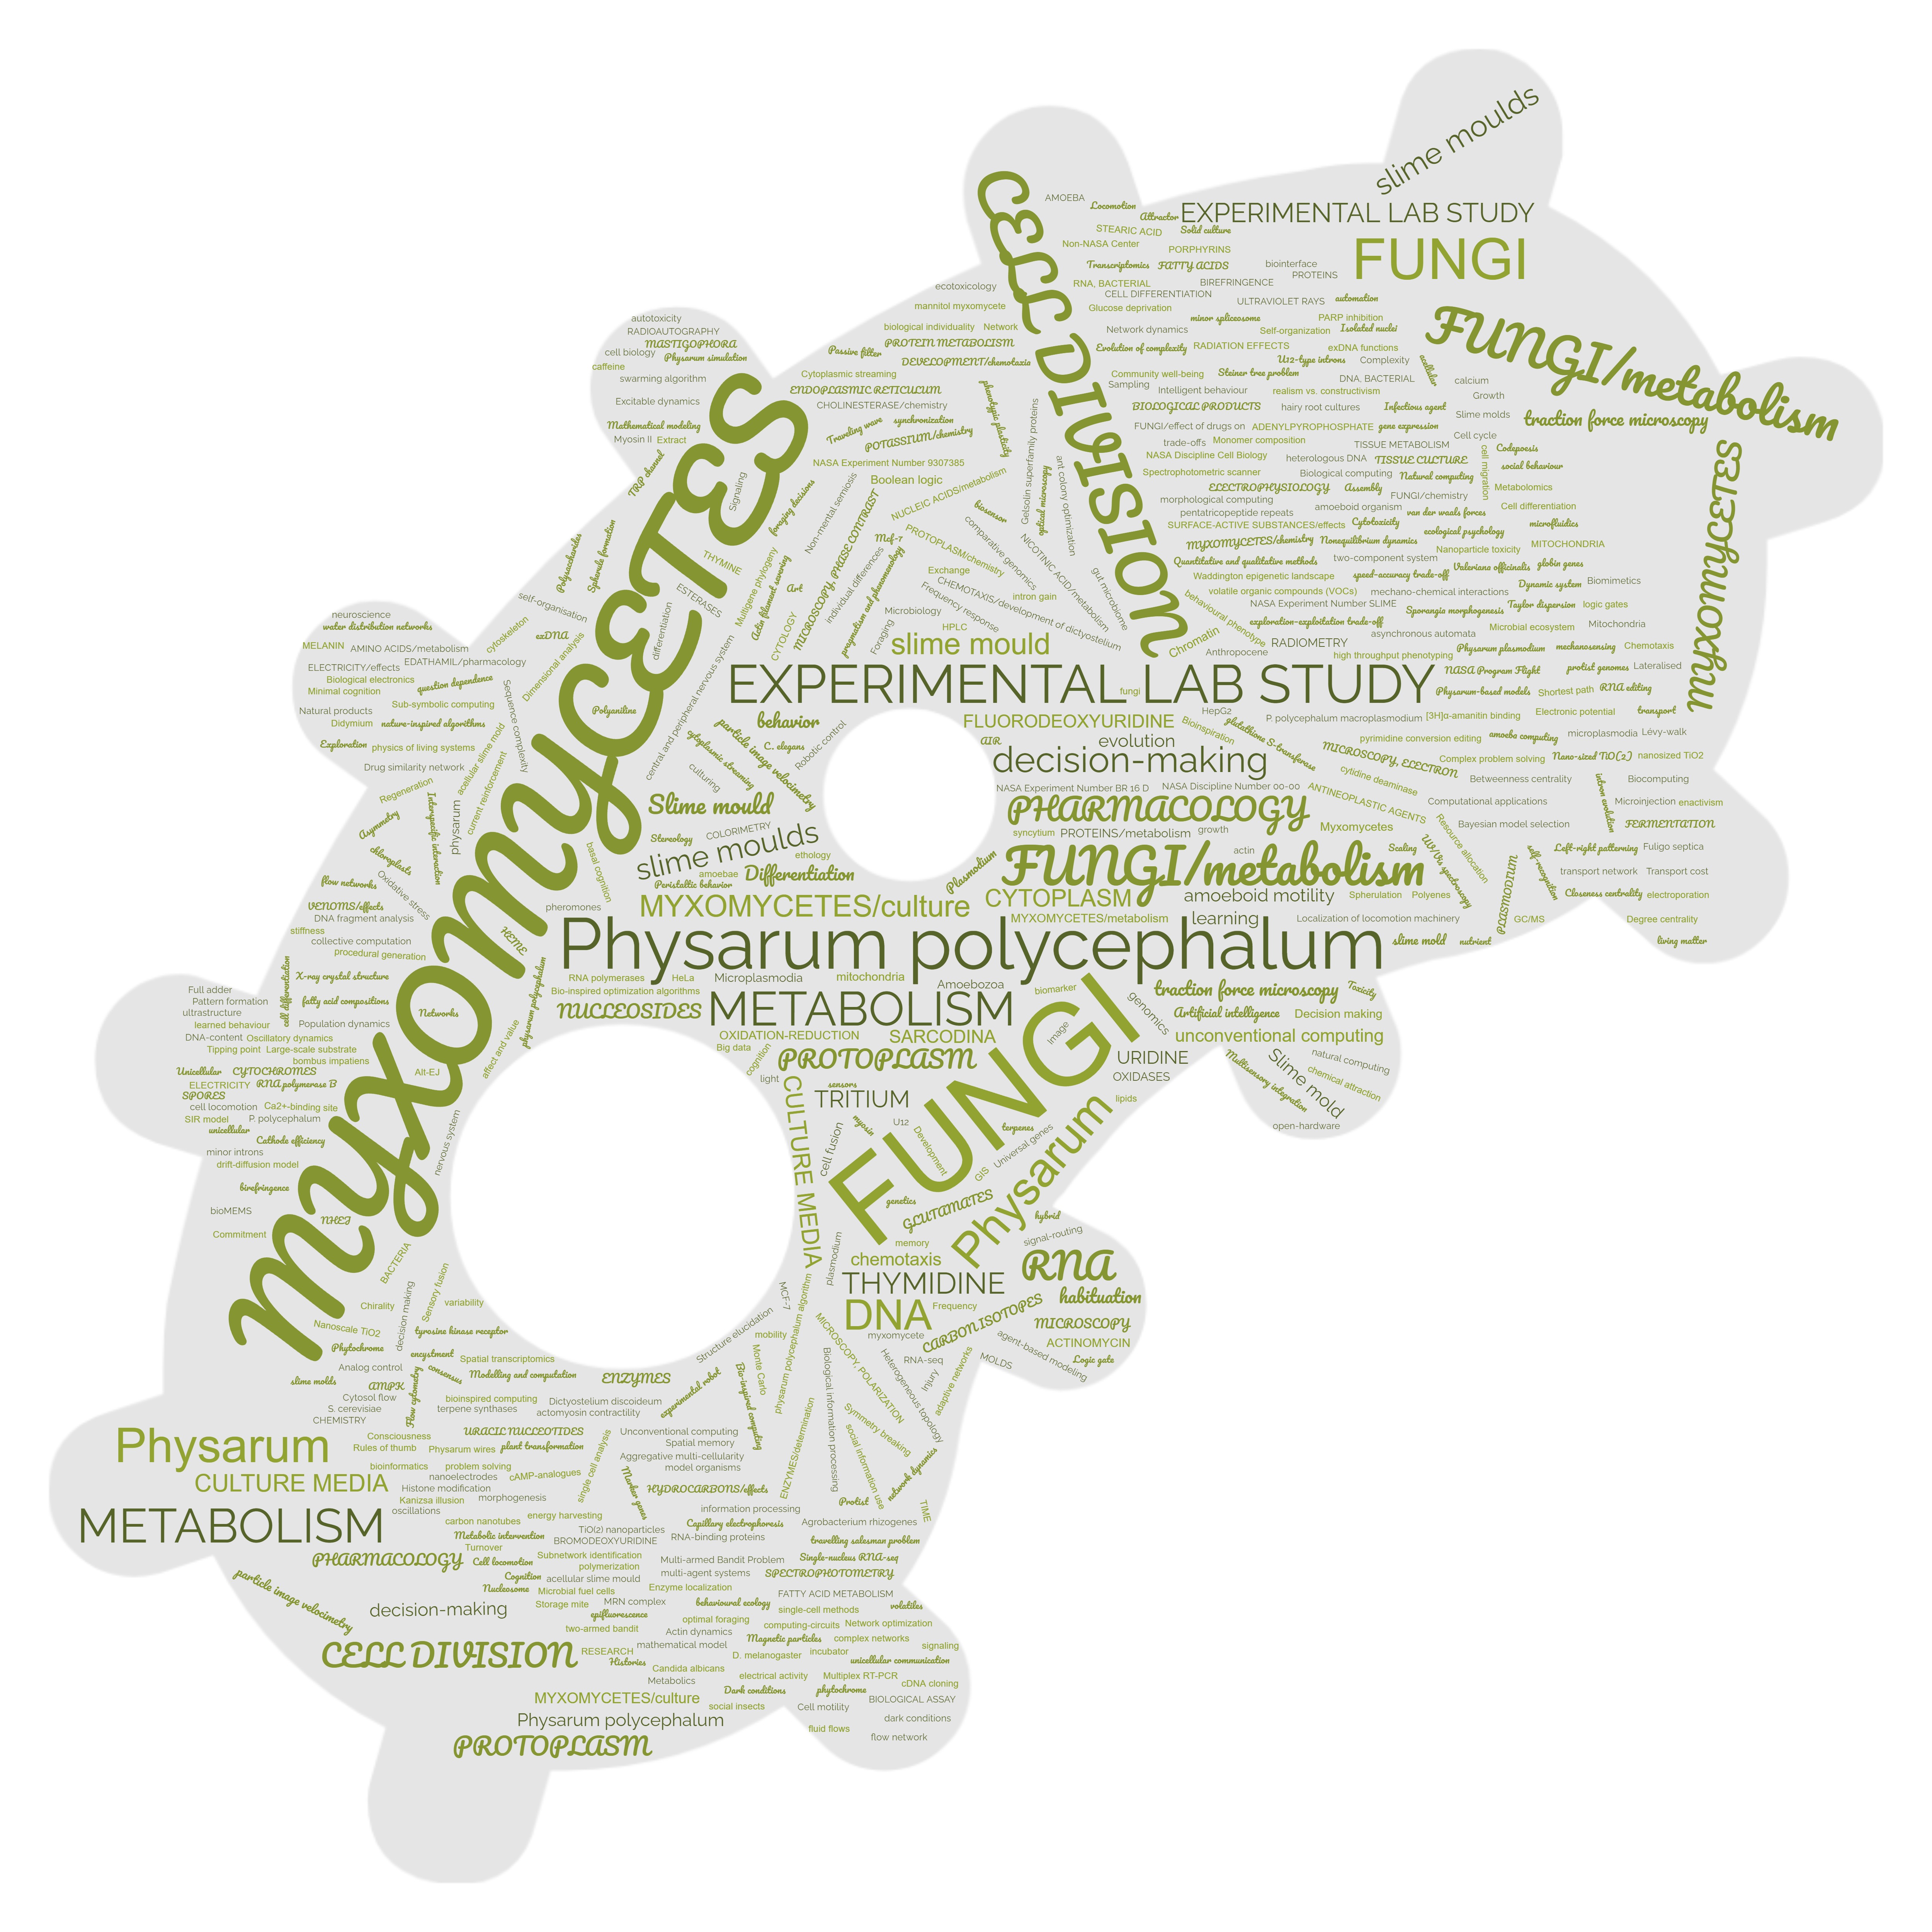 slime moulds
AMOEBA
Locomotion
Attractor
EXPERIMENTAL LAB STUDY
STEARIC ACID
Solid culture
Non-NASA Center
PORPHYRINS
FUNGI
Transcriptomics
FATTY ACIDS
biointerface
PROTEINS
RNA, BACTERIAL
BIREFRINGENCE
CELL DIFFERENTIATION
ULTRAVIOLET RAYS
automation
Glucose deprivation
minor spliceosome
PARP inhibition
Network dynamics
Self-organization
Isolated nuclei
Evolution of complexity
RADIATION EFFECTS
exDNA functions
U12-type introns
Complexity
acellular
FUNGI/metabolism
Community well-being
Steiner tree problem
DNA, BACTERIAL
calcium
Sampling
Intelligent behaviour
realism vs. constructivism
Growth
BIOLOGICAL PRODUCTS
hairy root cultures
Infectious agent
Slime molds
traction force microscopy
FUNGI/effect of drugs on
ADENYLPYROPHOSPHATE
gene expression
Cell cycle
trade-offs
Monomer composition
TISSUE METABOLISM
Codepoesis
NASA Discipline Cell Biology
heterologous DNA
TISSUE CULTURE
cell migration
social behaviour
Spectrophotometric scanner
Biological computing
Natural computing
Metabolomics
ELECTROPHYSIOLOGY
Assembly
FUNGI/chemistry
morphological computing
amoeboid organism
van der waals forces
Cell differentiation
pentatricopeptide repeats
SURFACE-ACTIVE SUBSTANCES/effects
Cytotoxicity
ecological psychology
microfluidics
MYXOMYCETES/chemistry
Nonequilibrium dynamics
Nanoparticle toxicity
MITOCHONDRIA
Quantitative and qualitative methods
two-component system
Valeriana officinalis
globin genes
Waddington epigenetic landscape
speed-accuracy trade-off
Dynamic system
Biomimetics
volatile organic compounds (VOCs)
mechano-chemical interactions
NASA Experiment Number SLIME
Sporangia morphogenesis
Taylor dispersion
logic gates
exploration-exploitation trade-off
asynchronous automata
Microbial ecosystem
Mitochondria
behavioural phenotype
Chromatin
Anthropocene
RADIOMETRY
high throughput phenotyping
Physarum plasmodium
mechanosensing
Chemotaxis
NASA Program Flight
protist genomes
Lateralised
Physarum-based models
Shortest path
RNA editing
myxomycetes
CELL DIVISION
ecotoxicology
mannitol myxomycete
biological individuality
Network
Passive filter
PROTEIN METABOLISM
DEVELOPMENT/chemotaxis
Cytoplasmic streaming
ENDOPLASMIC RETICULUM
CHOLINESTERASE/chemistry
phenotypic plasticity
Traveling wave
synchronization
POTASSIUM/chemistry
NASA Experiment Number 9307385
Boolean logic
NUCLEIC ACIDS/metabolism
Gelsolin superfamily proteins
optical microscopy
ant colony optimization
biosensor
comparative genomics
NICOTINIC ACID/metabolism
gut microbiome
foraging decisions
Non-mental semiosis
MICROSCOPY, PHASE CONTRAST
Mcf-7
PROTOPLASM/chemistry
individual differences
pragmatism and phenomenology
Exchange
CHEMOTAXIS/development of dictyostelium
Frequency response
intron gain
Microbiology
Foraging
HPLC
slime mould
autotoxicity
RADIOAUTOGRAPHY
MASTIGOPHORA
cell biology
Physarum simulation
caffeine
swarming algorithm
Excitable dynamics
Mathematical modeling
Myosin II
Extract
TRP channel
myxomycetes
Signaling
Polysaccharides
Spherule formation
THYMINE
ESTERASES
Multigene phylogeny
Actin filament severing
Art
CYTOLOGY
self-organisation
differentiation
central and peripheral nervous system
neuroscience
water distribution networks
MELANIN
AMINO ACIDS/metabolism
cytoskeleton
exDNA
EDATHAMIL/pharmacology
ELECTRICITY/effects
Biological electronics
Dimensional analysis
Minimal cognition
question dependence
Sequence complexity
Sub-symbolic computing
Natural products
Didymium
nature-inspired algorithms
Polyaniline
Exploration
physics of living systems
acellular slime mold
Drug similarity network
current reinforcement
Regeneration
Interspecific interaction
physarum
Asymmetry
chloroplasts
Oxidative stress
flow networks
VENOMS/effects
DNA fragment analysis
stiffness
collective computation
procedural generation
HEME
EXPERIMENTAL LAB STUDY
fungi
behavior
particle image velocimetry
cytoplasmic streaming
C. elegans
Robotic control
culturing
Slime mould
Stereology
COLORIMETRY
slime moulds
ethology
basal cognition
amoebae
Differentiation
Peristaltic behavior
pheromones
MYXOMYCETES/culture
FLUORODEOXYURIDINE
AIR
evolution
decision-making
HepG2
Bioinspiration
glutathione S-transferase
P. polycephalum macroplasmodium
[3H]α-amanitin binding
Electronic potential
transport
pyrimidine conversion editing
amoeba computing
microplasmodia
Lévy-walk
MICROSCOPY, ELECTRON
Complex problem solving
Nano-sized TiO(2)
nanosized TiO2
cytidine deaminase
Betweenness centrality
Biocomputing
NASA Experiment Number BR 16 D
NASA Discipline Number 00-00
ANTINEOPLASTIC AGENTS
Computational applications
intron evolution
Microinjection
enactivism
PHARMACOLOGY
syncytium
PROTEINS/metabolism
growth
Myxomycetes
Resource allocation
Bayesian model selection
FERMENTATION
actin
Scaling
UV/Vis spectroscopy
Left-right patterning
Fuligo septica
FUNGI/metabolism
self-recognition
transport network
Transport cost
Plasmodium
CYTOPLASM
amoeboid motility
Spherulation
Polyenes
PLASMODIUM
Closeness centrality
electroporation
MYXOMYCETES/metabolism
learning
Localization of locomotion machinery
GC/MS
Degree centrality
slime mold
nutrient
living matter
Physarum polycephalum
RNA polymerases
HeLa
Microplasmodia
mitochondria
Amoebozoa
Bio-inspired optimization algorithms
biomarker
NUCLEOSIDES
METABOLISM
OXIDATION-REDUCTION
SARCODINA
Big data
cognition
PROTOPLASM
light
sensors
TRITIUM
CULTURE MEDIA
FUNGI
Image
genomics
traction force microscopy
Toxicity
Artificial intelligence
Decision making
unconventional computing
URIDINE
OXIDASES
Multisensory integration
Slime mold
natural computing
chemical attraction
open-hardware
lipids
myosin
U12
cell fusion
Development
terpenes
Universal genes
GIS
Physarum
genetics
GLUTAMATES
hybrid
memory
signal-routing
plasmodium
chemotaxis
RNA
THYMIDINE
habituation
DNA
Frequency
CARBON ISOTOPES
MICROSCOPY
myxomycete
agent-based modeling
ACTINOMYCIN
RNA-seq
MOLDS
Logic gate
Full adder
Pattern formation
ultrastructure
cell differentiation
X-ray crystal structure
fatty acid compositions
learned behaviour
Population dynamics
Networks
DNA-content
Oscillatory dynamics
Tipping point
Large-scale substrate
bombus impatiens
affect and value
physarum polycephalum
Unicellular
CYTOCHROMES
Alt-EJ
ELECTRICITY
RNA polymerase B
SPORES
cell locomotion
Ca2+-binding site
SIR model
P. polycephalum
unicellular
Cathode efficiency
nervous system
minor introns
drift-diffusion model
birefringence
bioMEMS
NHEJ
Commitment
BACTERIA
Sensory fusion
Chirality
variability
Nanoscale TiO2
decision making
tyrosine kinase receptor
Phytochrome
encystment
Spatial transcriptomics
Analog control
consensus
Modelling and computation
ENZYMES
slime molds
AMPK
Cytosol flow
Flow cytometry
bioinspired computing
Dictyostelium discoideum
S. cerevisiae
terpene synthases
actomyosin contractility
CHEMISTRY
Physarum
Consciousness
URACIL NUCLEOTIDES
Rules of thumb
Physarum wires
plant transformation
bioinformatics
problem solving
CULTURE MEDIA
nanoelectrodes
cAMP-analogues
single cell analysis
Histone modification
Kanizsa illusion
morphogenesis
METABOLISM
oscillations
carbon nanotubes
energy harvesting
Metabolic intervention
TiO(2) nanoparticles
BROMODEOXYURIDINE
Turnover
PHARMACOLOGY
Cell locomotion
Subnetwork identification
polymerization
particle image velocimetry
Cognition
acellular slime mould
Nucleosome
Microbial fuel cells
decision-making
Storage mite
MRN complex
epifluorescence
two-armed bandit
CELL DIVISION
RESEARCH
Histories
MYXOMYCETES/culture
Physarum polycephalum
PROTOPLASM
Structure elucidation
MCF-7
mobility
physarum polycephalum algorithm
Monte Carlo
experimental robot
Bio-inspired computing
MICROSCOPY, POLARIZATION
Biological information processing
Heterogeneous topology
Injury
adaptive networks
Symmetry breaking
social information use
network dynamics
ENZYMES/determination
Unconventional computing
Spatial memory
Aggregative multi-cellularity
model organisms
Marker genes
HYDROCARBONS/effects
Protist
TIME
information processing
Capillary electrophoresis
Agrobacterium rhizogenes
RNA-binding proteins
travelling salesman problem
Multi-armed Bandit Problem
Single-nucleus RNA-seq
multi-agent systems
SPECTROPHOTOMETRY
Enzyme localization
FATTY ACID METABOLISM
behavioural ecology
single-cell methods
volatiles
optimal foraging
computing-circuits
Network optimization
Actin dynamics
Magnetic particles
complex networks
mathematical model
signaling
D. melanogaster
incubator
unicellular communication
Candida albicans
electrical activity
Multiplex RT-PCR
Metabolics
cDNA cloning
Dark conditions
phytochrome
BIOLOGICAL ASSAY
social insects
Cell motility
dark conditions
fluid flows
flow network